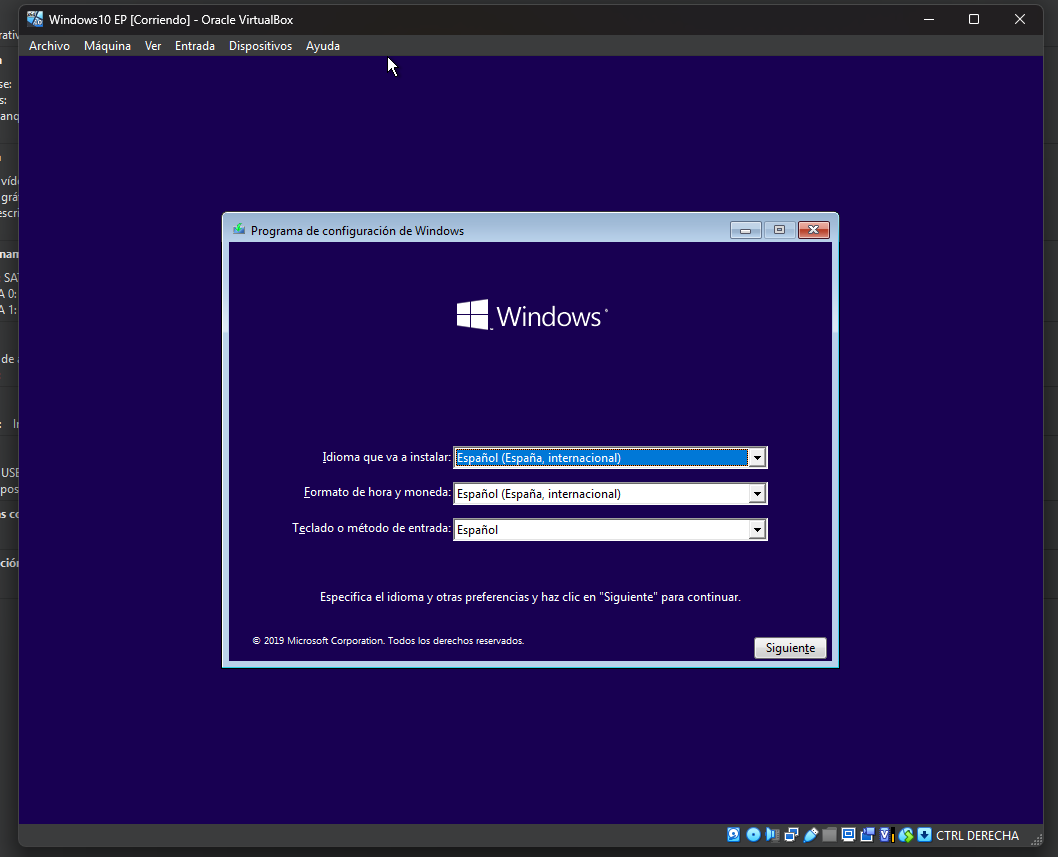 Windows10 EP [Corriendo] - Oracle VirtualBox
Archivo Máquina Ver Entrada Dispositivos Ayuda
Programa de configuración de Windows
Windows
Idioma que va a instalar: Español (España, internacional)
Formato de hora y moneda: Español (España, internacional)
Teclado o método de entrada: Español
Especifica el idioma y otras preferencias y haz clic en "Siguiente" para continuar.
© 2019 Microsoft Corporation. Todos los derechos reservados.
Siguiente
CTRL DERECHA